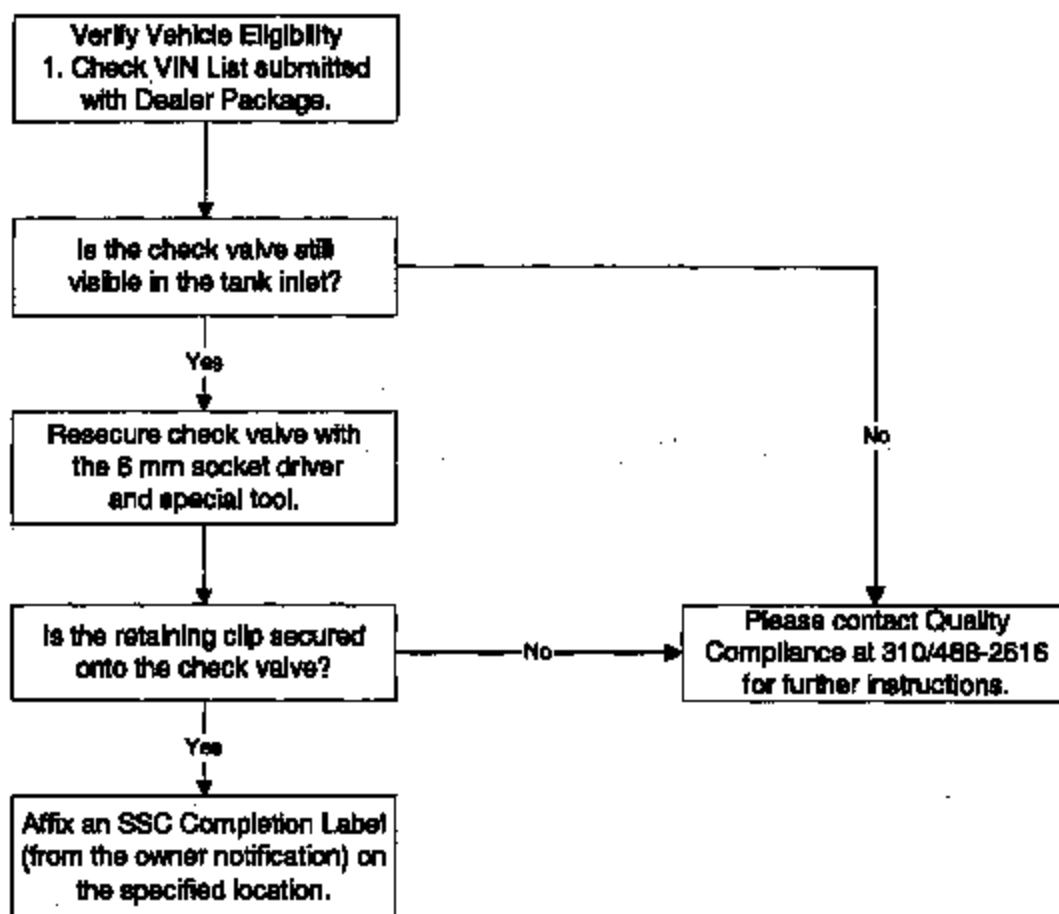 Verify Vehicle Eligibility
1. Check VIN List submitted
with Dealer Package.
Is the check valve still
visible in the tank inlet?
Yes
No
Resecure check valve with
the 6 mm socket driver
and special tool.
Is the retaining clip secured
onto the check valve?
No
Please contact Quality
Compliance at 310/468-2616
for further instructions.
Yes
Affix an SSC Completion Label
(from the owner notification) on
the specified location.